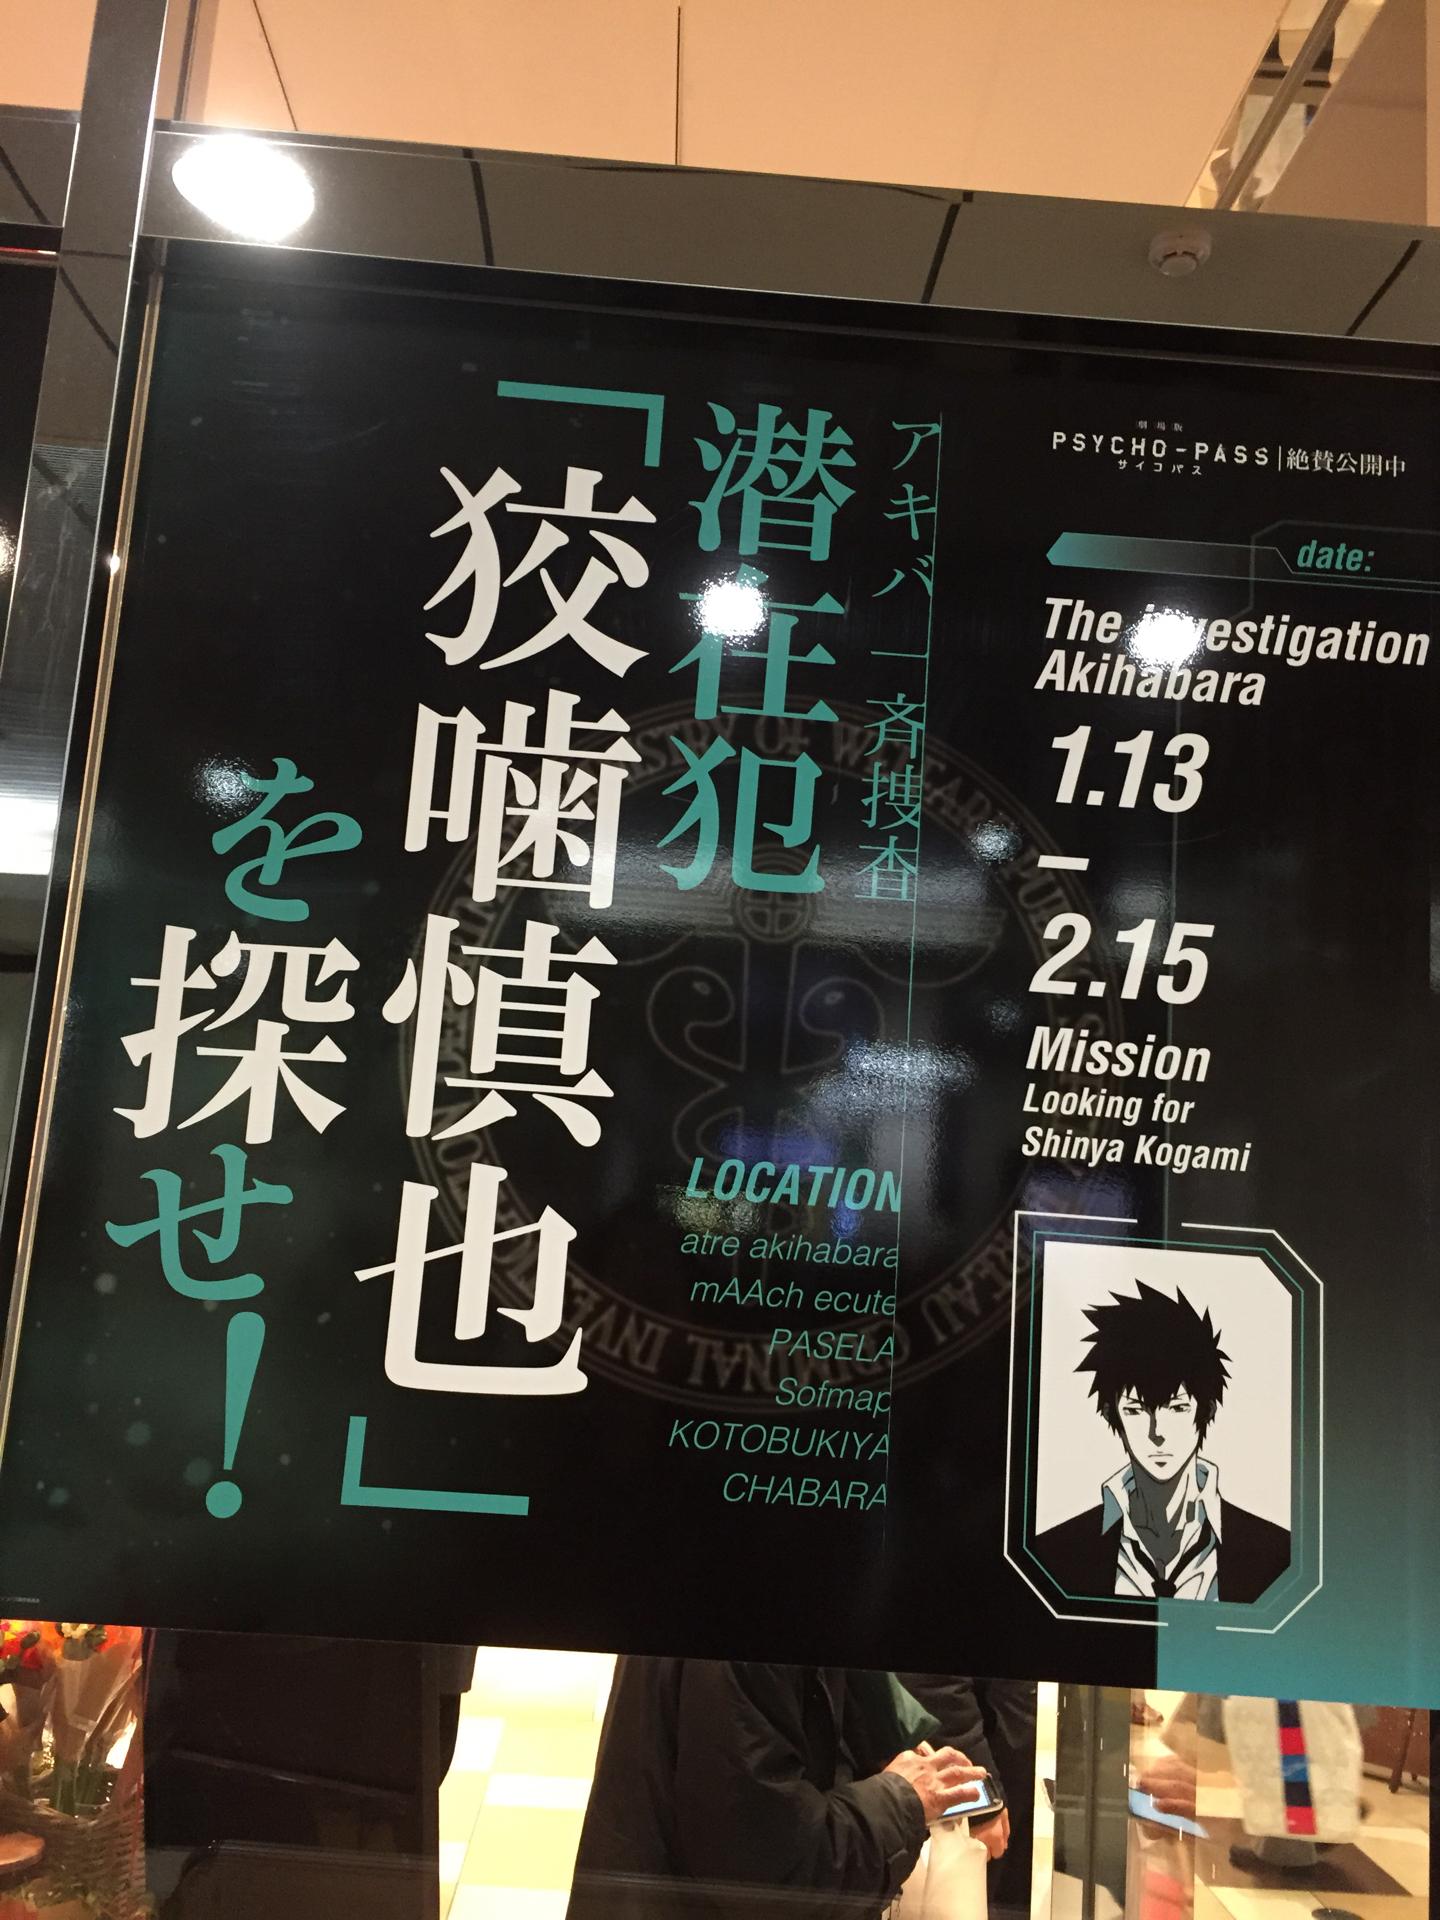 劇場版
PSYCHO-PASS|絶賛公開中
サイコパス
date:
The investigation
Akihabara
1.13
–
2.15
Mission
Looking for
Shinya Kogami
アキバ一斉捜査
潜在犯
「狡噛慎也」
を探せ!
LOCATION
atre akihabara
mAAch ecute
PASELA
Sofmap
KOTOBUKIYA
CHABARA